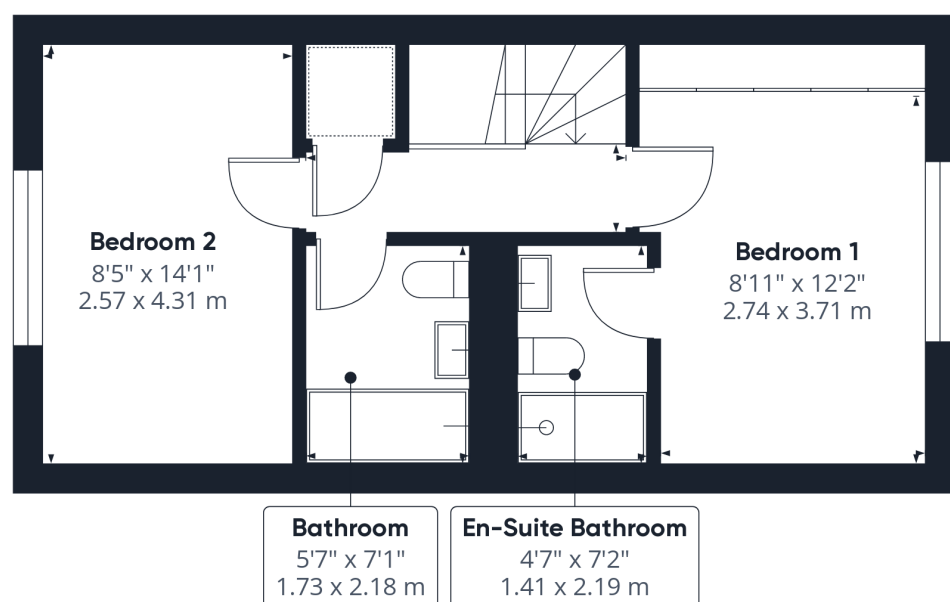 Bedroom 2
8'5" x 14'1"
2.57 x 4.31 m
Bedroom 1
8'11" x 12'2"
2.74 x 3.71 m
Bathroom
5'7" x 7'1"
1.73 x 2.18 m
En-Suite Bathroom
4'7" x 7'2"
1.41 x 2.19 m